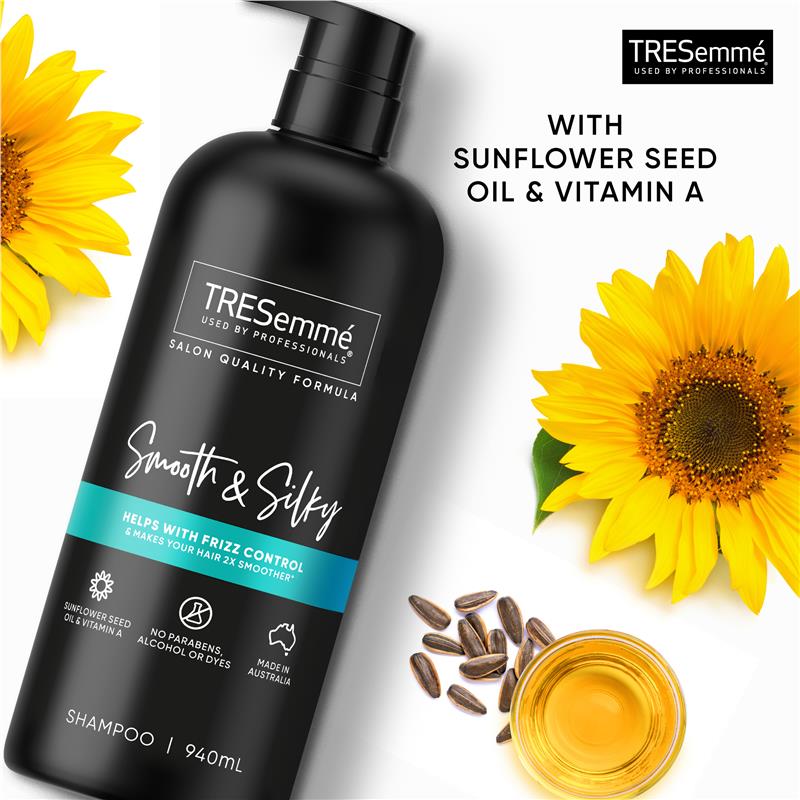 TRESemmé
USED BY PROFESSIONALS
WITH
SUNFLOWER SEED
OIL & VITAMIN A
TRESemmé®
USED BY PROFESSIONALS
SALON QUALITY FORMULA
Smooth & Silky
HELPS WITH FRIZZ CONTROL
& MAKES YOUR HAIR 2X SMOOTHER*
SUNFLOWER SEED
OIL & VITAMIN A
NO PARABENS,
ALCOHOL OR DYES
MADE IN
AUSTRALIA
SHAMPOO | 940mL